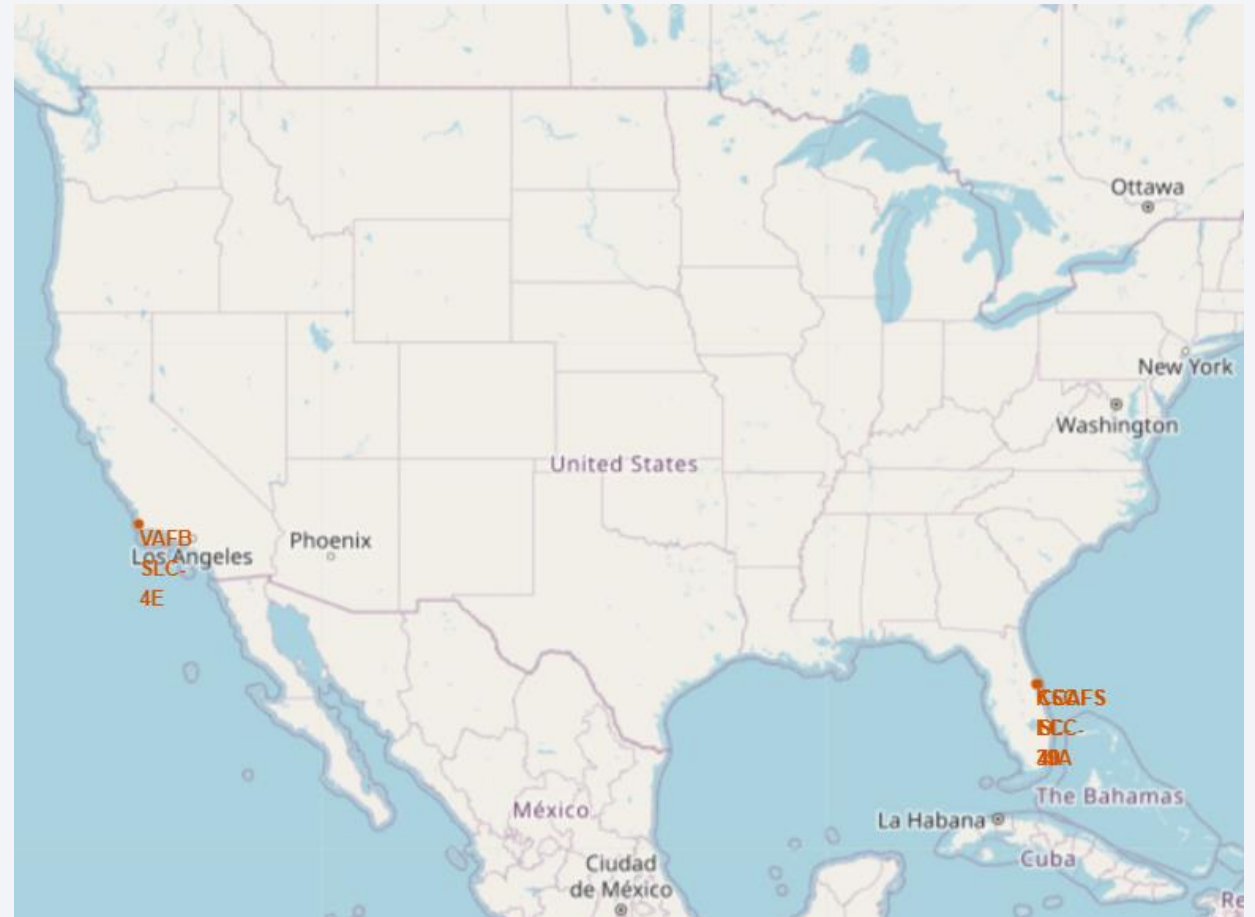 Ottawa
New York
Washington
United States
VAFB
Los Angeles
SLC-
4E
Phoenix
The Bahamas
México
La Habana
Cuba
Ciudad
de México
Re